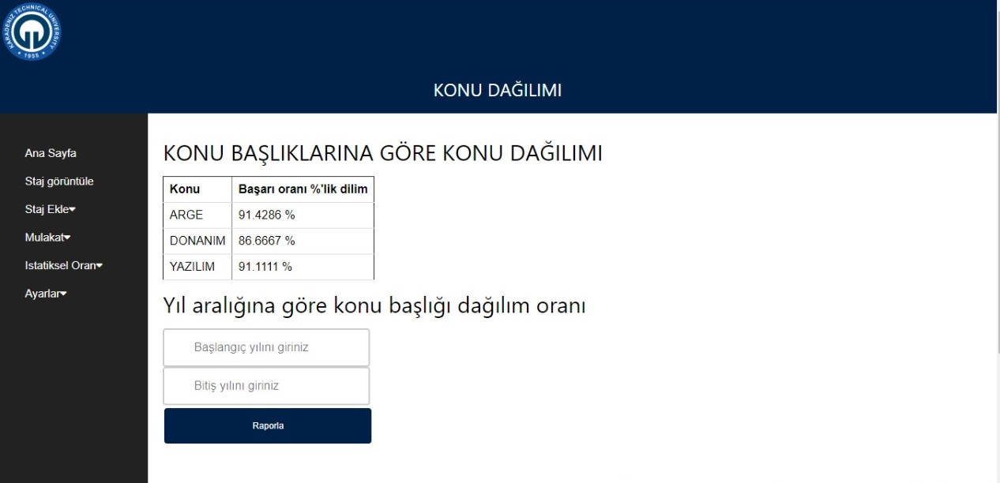 KARADENIZ TECHNICAL UNIVERSITY
1955
KONU DAĞILIMI
Ana Sayfa
Staj görüntüle
Staj Ekle
Mulakat
Istatiksel Oran
Ayarlar
KONU BAŞLIKLARINA GÖRE KONU DAĞILIMI
Konu Başarı oranı %'lik dilim
ARGE 91.4286 %
DONANIM 86.6667 %
YAZILIM 91.1111 %
Yıl aralığına göre konu başlığı dağılım oranı
Başlangıç yılını giriniz
Bitiş yılını giriniz
Raporla